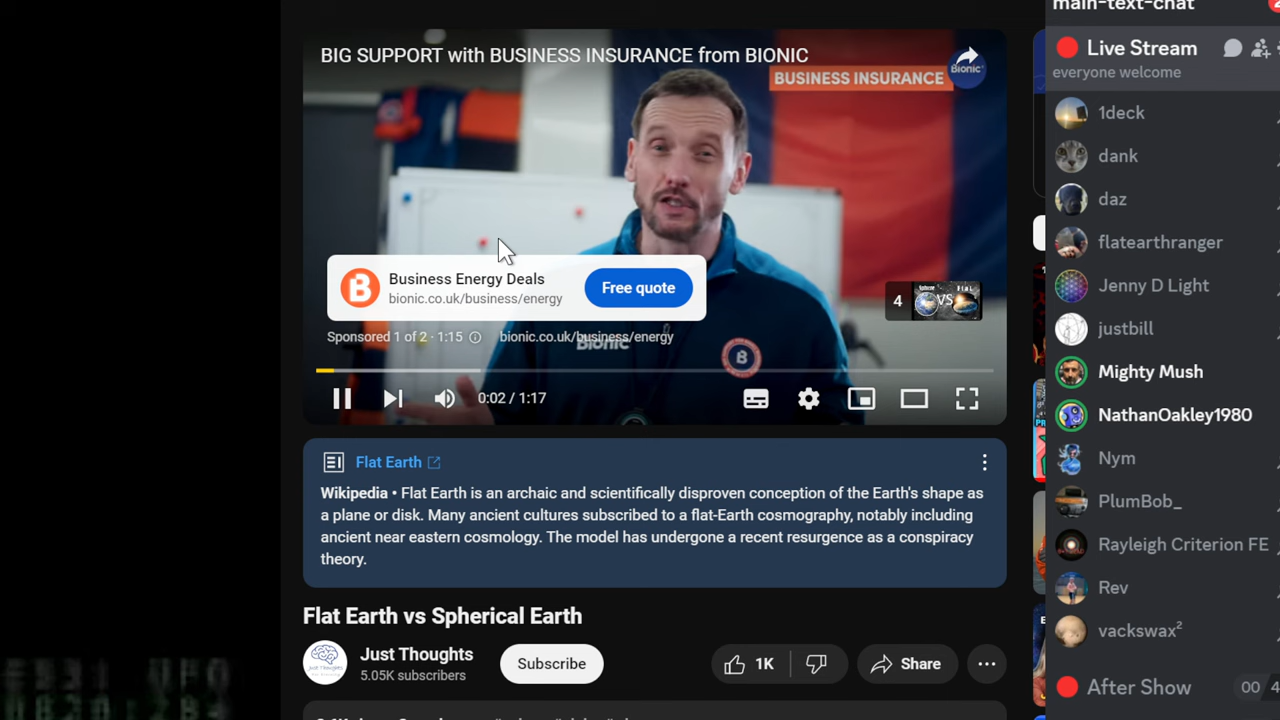 main-text-chat
BIG SUPPORT with BUSINESS INSURANCE from BIONIC
BUSINESS INSURANCE
Bionic
Live Stream
everyone welcome
1deck
dank
daz
flatearthranger
Jenny D Light
justbill
Mighty Mush
NathanOakley1980
Nym
PlumBob_
Rayleigh Criterion FE
Rev
vackswax²
After Show
00
4
B
Business Energy Deals
bionic.co.uk/business/energy
Free quote
4
VS
Sponsored 1 of 2 · 1:15
bionic.co.uk/business/energy
Bionic
B
0:02 / 1:17
Flat Earth
Wikipedia • Flat Earth is an archaic and scientifically disproven conception of the Earth's shape as
a plane or disk. Many ancient cultures subscribed to a flat-Earth cosmography, notably including
ancient near eastern cosmology. The model has undergone a recent resurgence as a conspiracy
theory.
Flat Earth vs Spherical Earth
Just Thoughts
5.05K subscribers
Subscribe
1K
Share